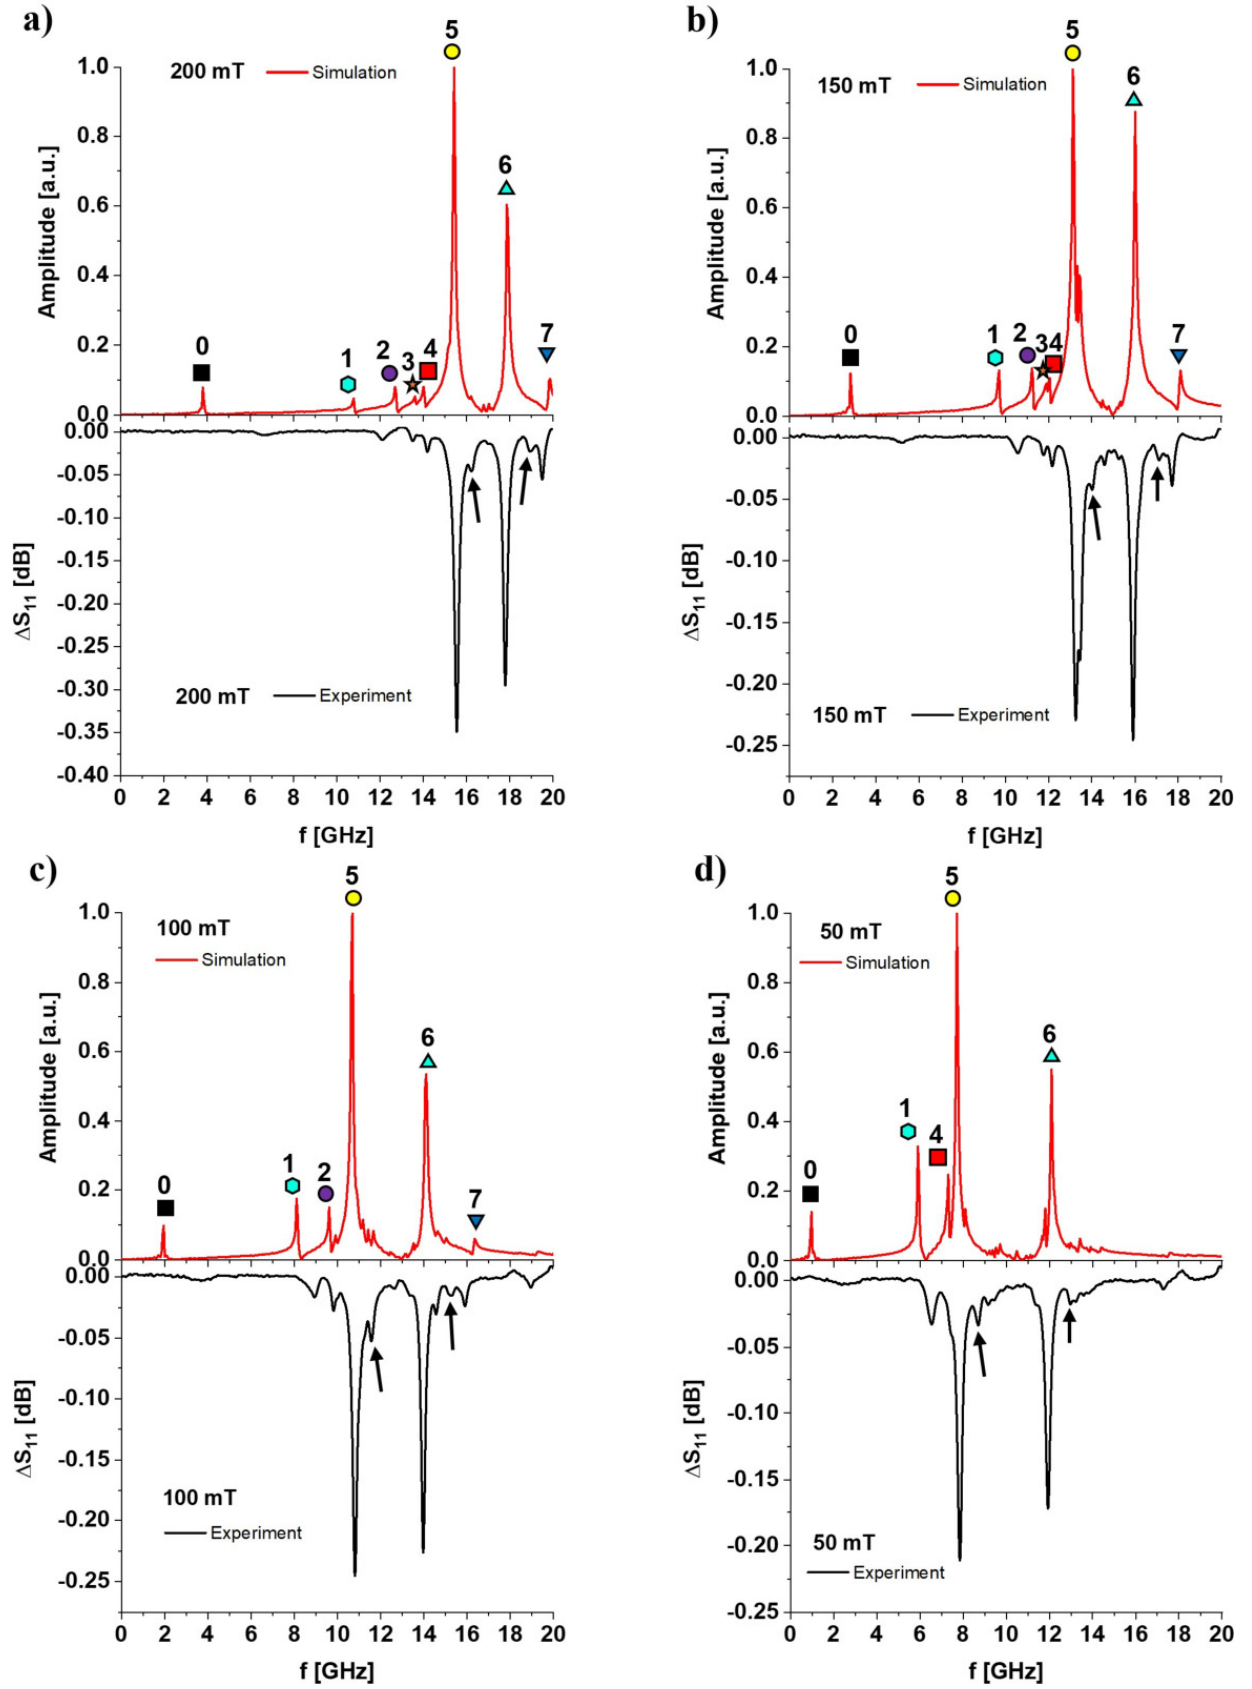 a)
5
200 mT Simulation
6
7
0
1
2
3
4
Amplitude [a.u.]
1.0
0.8
0.6
0.4
0.2
0.0
0.00
-0.05
-0.10
-0.15
-0.20
-0.25
-0.30
-0.35
-0.40
ΔS11 [dB]
200 mT Experiment
0 2 4 6 8 10 12 14 16 18 20
f [GHz]
b)
5
150 mT Simulation
6
7
0
1
2
34
Amplitude [a.u.]
1.0
0.8
0.6
0.4
0.2
0.0
0.00
-0.05
-0.10
-0.15
-0.20
-0.25
ΔS11 [dB]
150 mT Experiment
0 2 4 6 8 10 12 14 16 18 20
f [GHz]
c)
5
100 mT
Simulation
6
7
0
1
2
Amplitude [a.u.]
1.0
0.8
0.6
0.4
0.2
0.0
0.00
-0.05
-0.10
-0.15
-0.20
-0.25
ΔS11 [dB]
100 mT
Experiment
0 2 4 6 8 10 12 14 16 18 20
f [GHz]
d)
5
50 mT
Simulation
6
1
4
0
Amplitude [a.u.]
1.0
0.8
0.6
0.4
0.2
0.0
0.00
-0.05
-0.10
-0.15
-0.20
-0.25
ΔS11 [dB]
50 mT
Experiment
0 2 4 6 8 10 12 14 16 18 20
f [GHz]